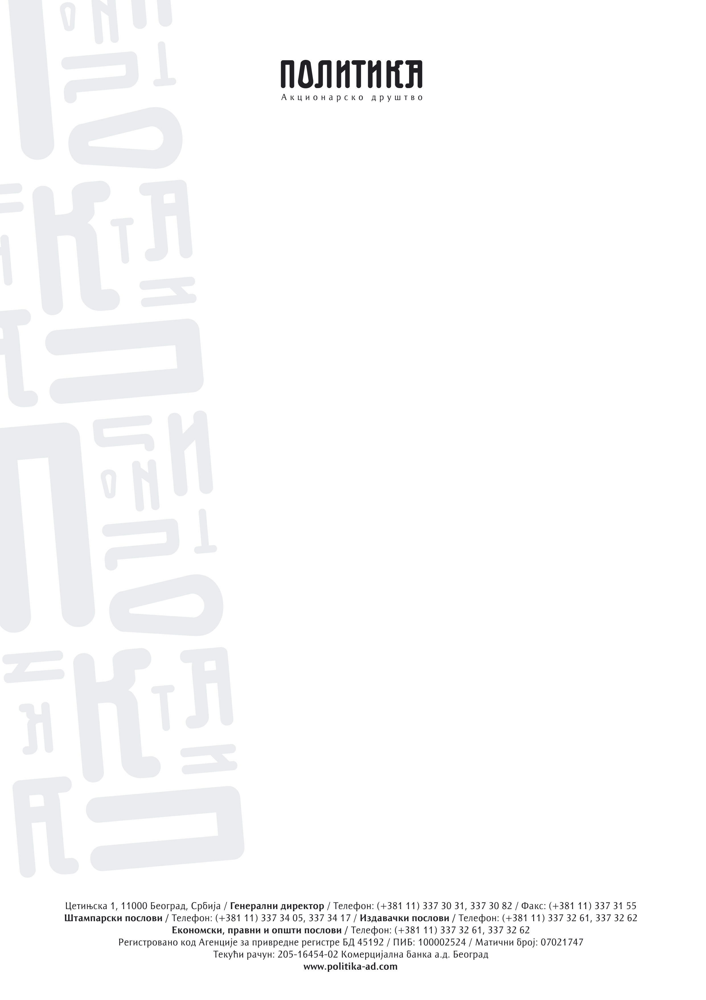 ПОЛИТИКА
Акционарско друштво
Цетињска 1, 11000 Београд, Србија / Генерални директор / Телефон: (+381 11) 337 30 31, 337 30 82 / Факс: (+381 11) 337 31 55
Штампарски послови / Телефон: (+381 11) 337 34 05, 337 34 17 / Издавачки послови / Телефон: (+381 11) 337 32 61, 337 32 62
Економски, правни и општи послови / Телефон: (+381 11) 337 32 61, 337 32 62
Регистровано код Агенције за привредне регистре БД 45192 / ПИБ: 100002524 / Матични број: 07021747
Текући рачун: 205-16454-02 Комерцијална банка а.д. Београд
www.politika-ad.com